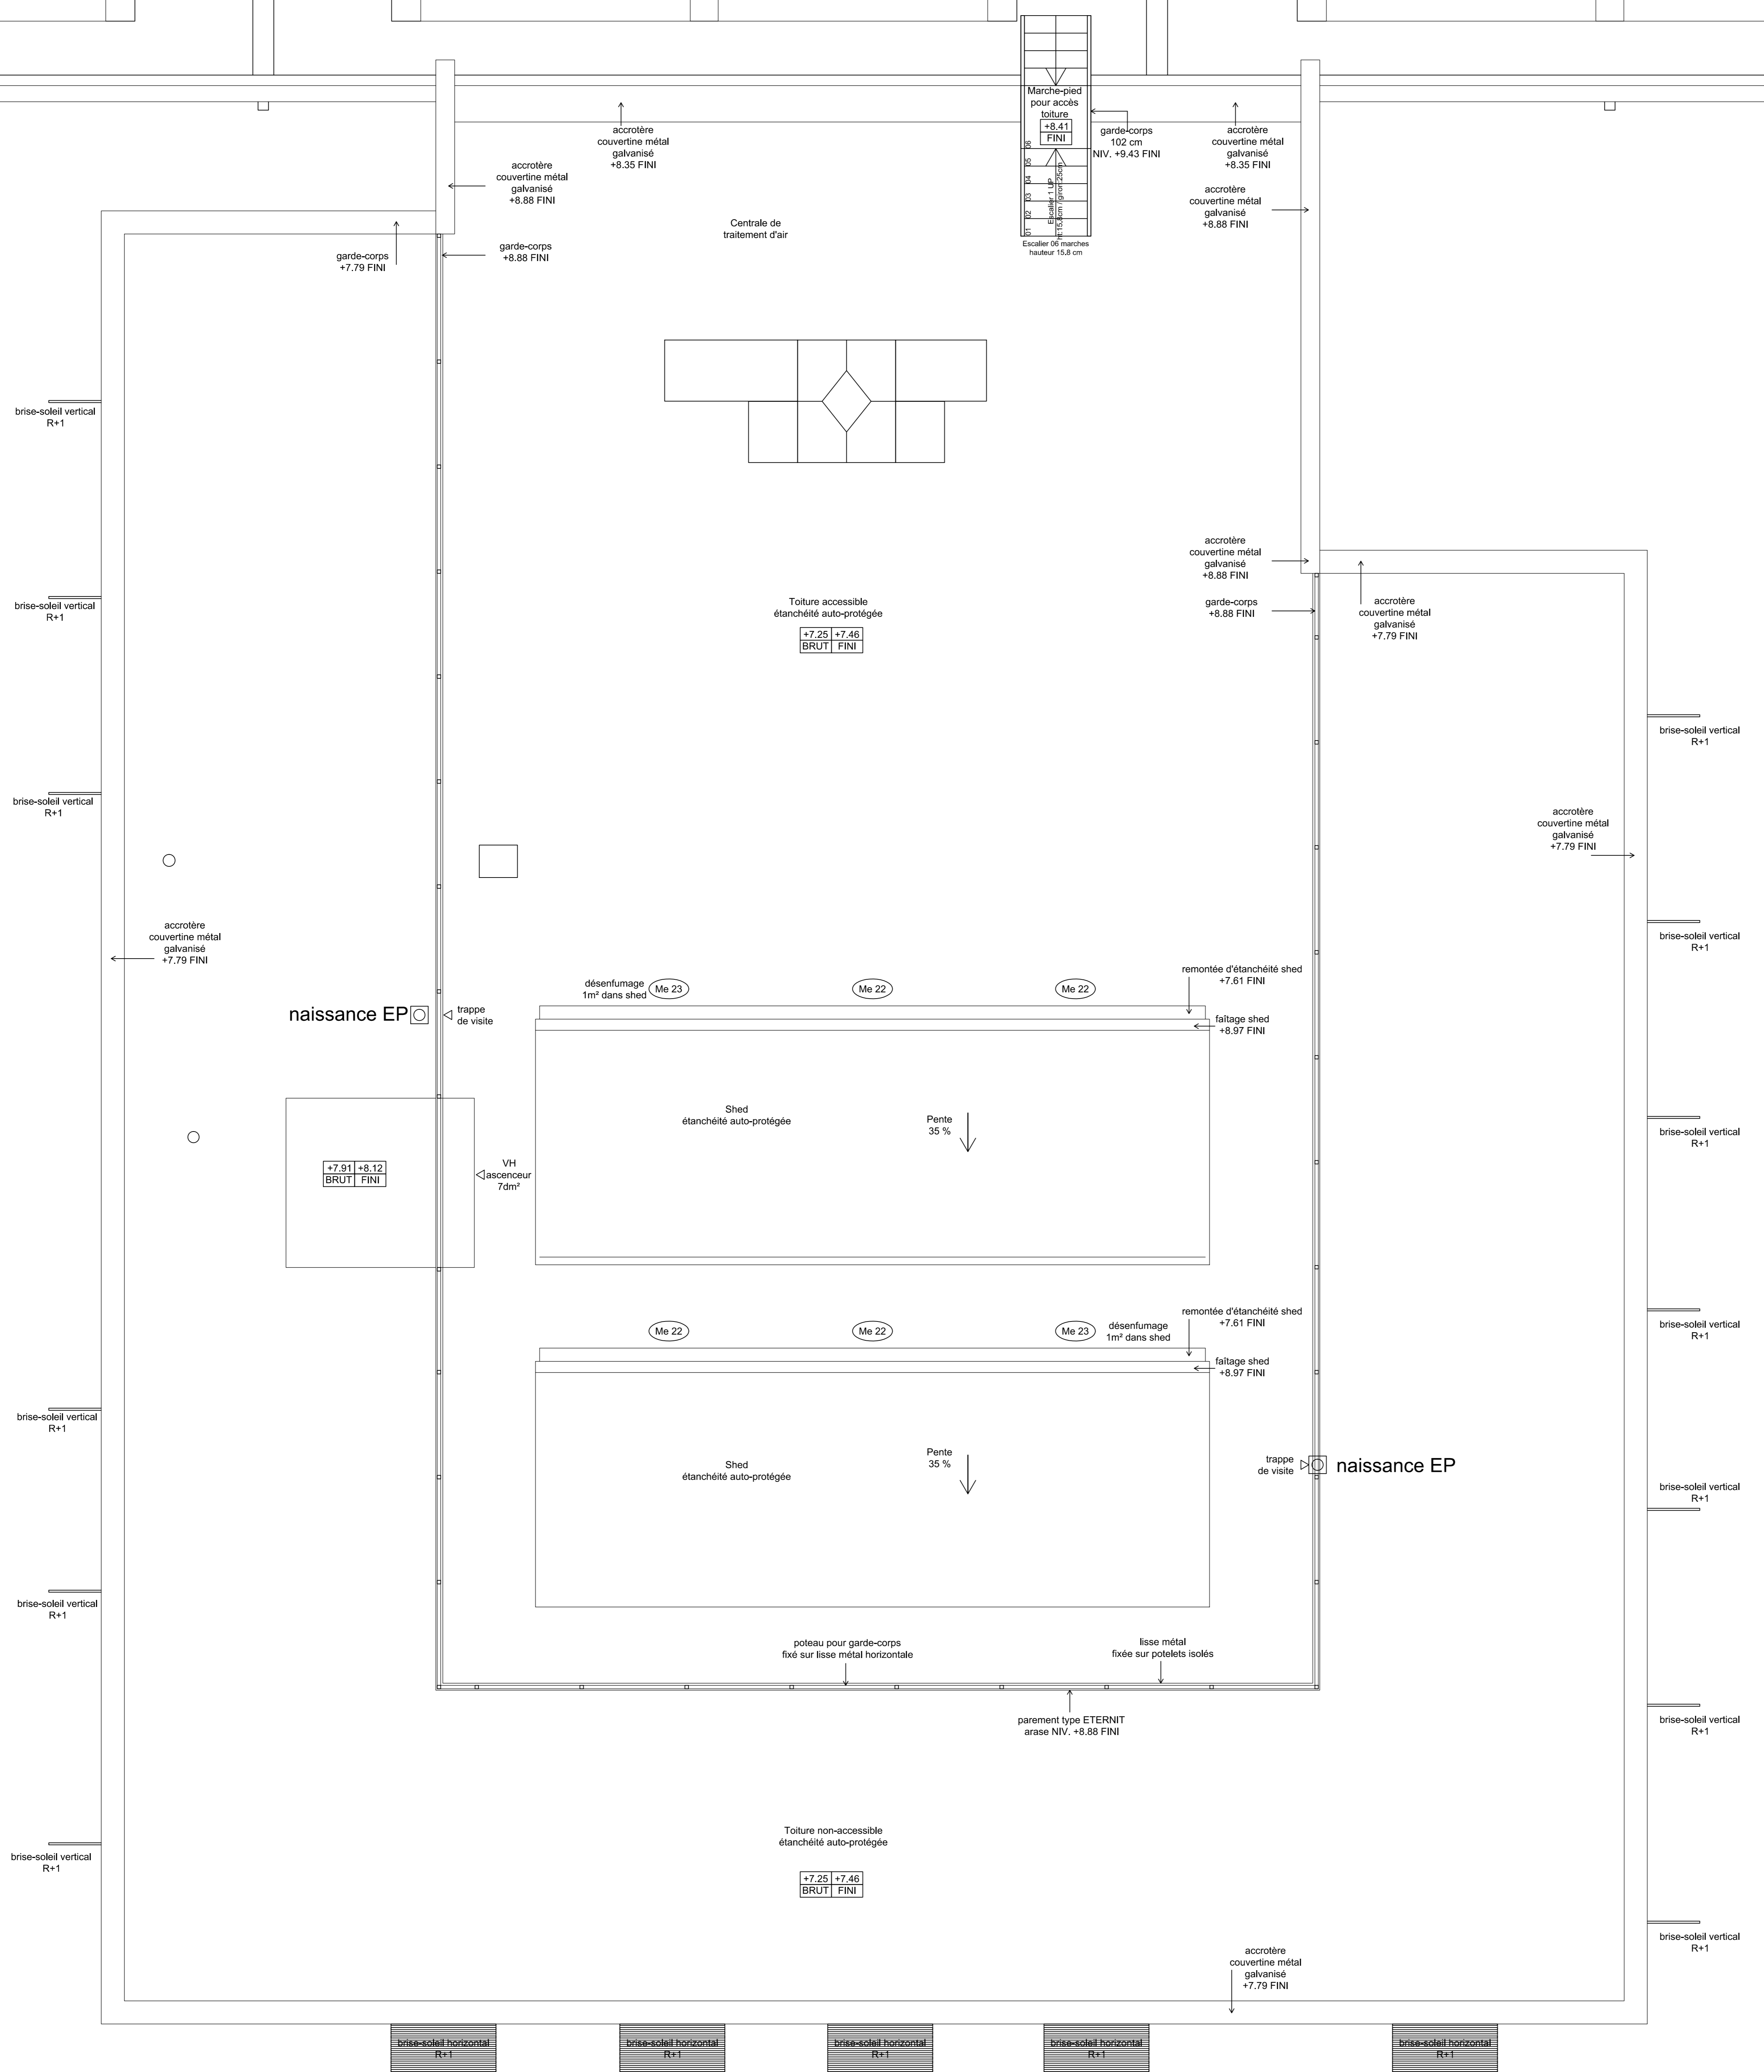 Marche-pied
pour accès
toiture
+8.41
FINI
garde-corps
102 cm
NIV. +9.43 FINI
accrotère
couvertine métal
galvanisé
+8.35 FINI
accrotère
couvertine métal
galvanisé
+8.35 FINI
accrotère
couvertine métal
galvanisé
+8.88 FINI
accrotère
couvertine métal
galvanisé
+8.88 FINI
06
05
04
03
02
01
Escalier 1 UP
ht:15.8cm / giron:25cm
Escalier 06 marches
hauteur 15.8 cm
Centrale de
traitement d'air
garde-corps
+7.79 FINI
garde-corps
+8.88 FINI
brise-soleil vertical
R+1
accrotère
couvertine métal
galvanisé
+8.88 FINI
garde-corps
+8.88 FINI
accrotère
couvertine métal
galvanisé
+7.79 FINI
brise-soleil vertical
R+1
Toiture accessible
étanchéité auto-protégée
+7.25 +7.46
BRUT FINI
brise-soleil vertical
R+1
brise-soleil vertical
R+1
accrotère
couvertine métal
galvanisé
+7.79 FINI
accrotère
couvertine métal
galvanisé
+7.79 FINI
brise-soleil vertical
R+1
désenfumage
1m² dans shed
Me 23
Me 22
Me 22
remontée d'étanchéité shed
+7.61 FINI
naissance EP
trappe
de visite
faîtage shed
+8.97 FINI
Shed
étanchéité auto-protégée
Pente
35 %
brise-soleil vertical
R+1
+7.91 +8.12
BRUT FINI
VH
ascenceur
7dm²
Me 22
Me 22
Me 23
désenfumage
1m² dans shed
remontée d'étanchéité shed
+7.61 FINI
brise-soleil vertical
R+1
faîtage shed
+8.97 FINI
brise-soleil vertical
R+1
Shed
étanchéité auto-protégée
Pente
35 %
trappe
de visite
naissance EP
brise-soleil vertical
R+1
brise-soleil vertical
R+1
poteau pour garde-corps
fixé sur lisse métal horizontale
lisse métal
fixée sur potelets isolés
parement type ETERNIT
arase NIV. +8.88 FINI
brise-soleil vertical
R+1
Toiture non-accessible
étanchéité auto-protégée
+7.25 +7.46
BRUT FINI
brise-soleil vertical
R+1
brise-soleil vertical
R+1
accrotère
couvertine métal
galvanisé
+7.79 FINI
brise-soleil horizontal
R+1
brise-soleil horizontal
R+1
brise-soleil horizontal
R+1
brise-soleil horizontal
R+1
brise-soleil horizontal
R+1